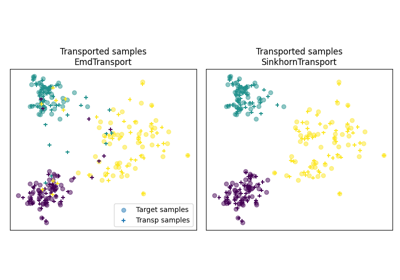 Transported samples
EmdTransport
Transported samples
SinkhornTransport
Target samples
Transp samples